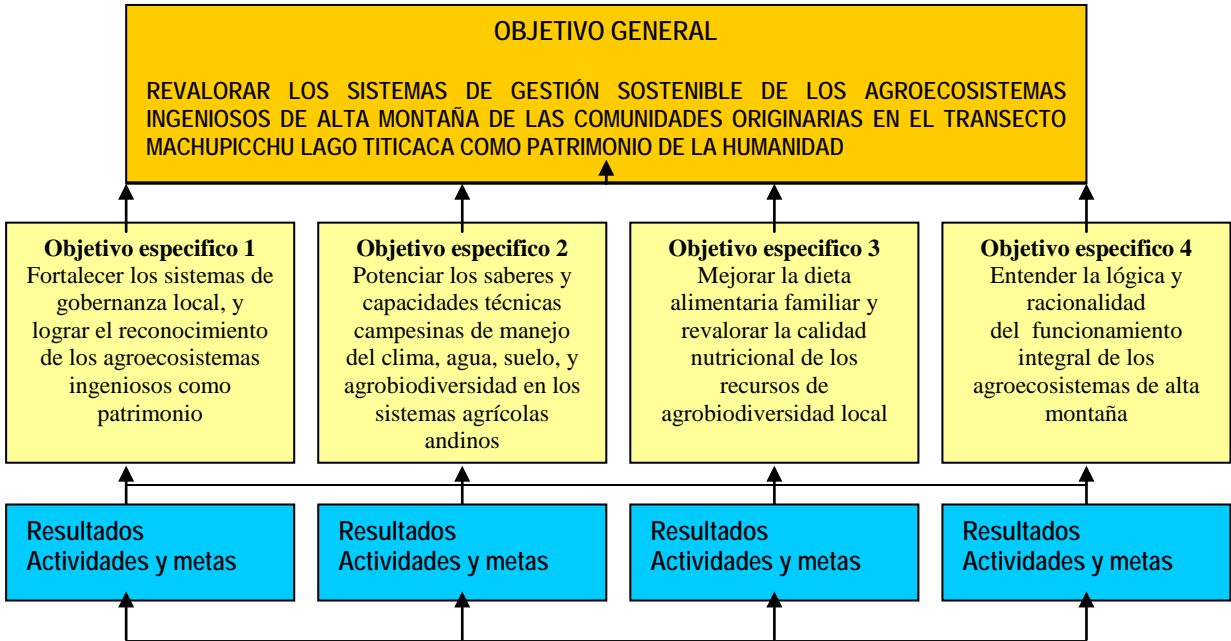 OBJETIVO GENERAL
REVALORAR LOS SISTEMAS DE GESTIÓN SOSTENIBLE DE LOS AGROECOSISTEMAS
INGENIOSOS DE ALTA MONTAÑA DE LAS COMUNIDADES ORIGINARIAS EN EL TRANSECTO
MACHUPICCHU LAGO TITICACA COMO PATRIMONIO DE LA HUMANIDAD
Objetivo especifico 1
Fortalecer los sistemas de
gobernanza local, y
lograr el reconocimiento
de los agroecosistemas
ingeniosos como
patrimonio
Objetivo especifico 2
Potenciar los saberes y
capacidades técnicas
campesinas de manejo
del clima, agua, suelo, y
agrobiodiversidad en los
sistemas agrícolas
andinos
Objetivo especifico 3
Mejorar la dieta
alimentaria familiar y
revalorar la calidad
nutricional de los
recursos de
agrobiodiversidad local
Objetivo especifico 4
Entender la lógica y
racionalidad
del funcionamiento
integral de los
agroecosistemas de alta
montaña
Resultados
Actividades y metas
Resultados
Actividades y metas
Resultados
Actividades y metas
Resultados
Actividades y metas